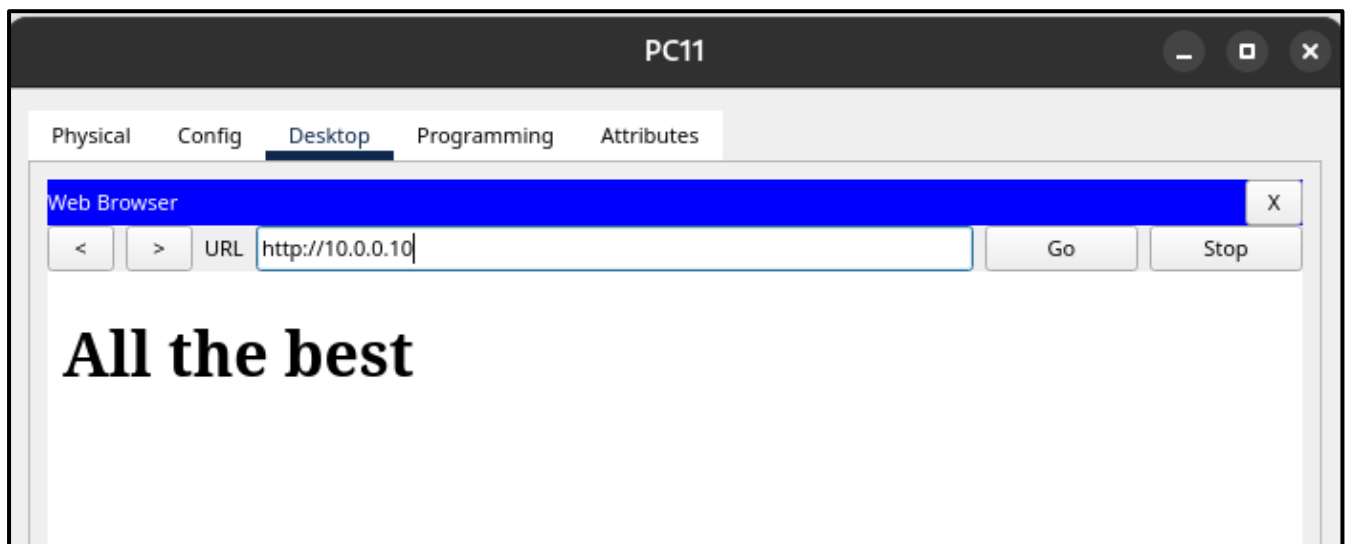 PC11
Physical Config Desktop Programming Attributes
Web Browser X
< > URL http://10.0.0.10 Go Stop
All the best